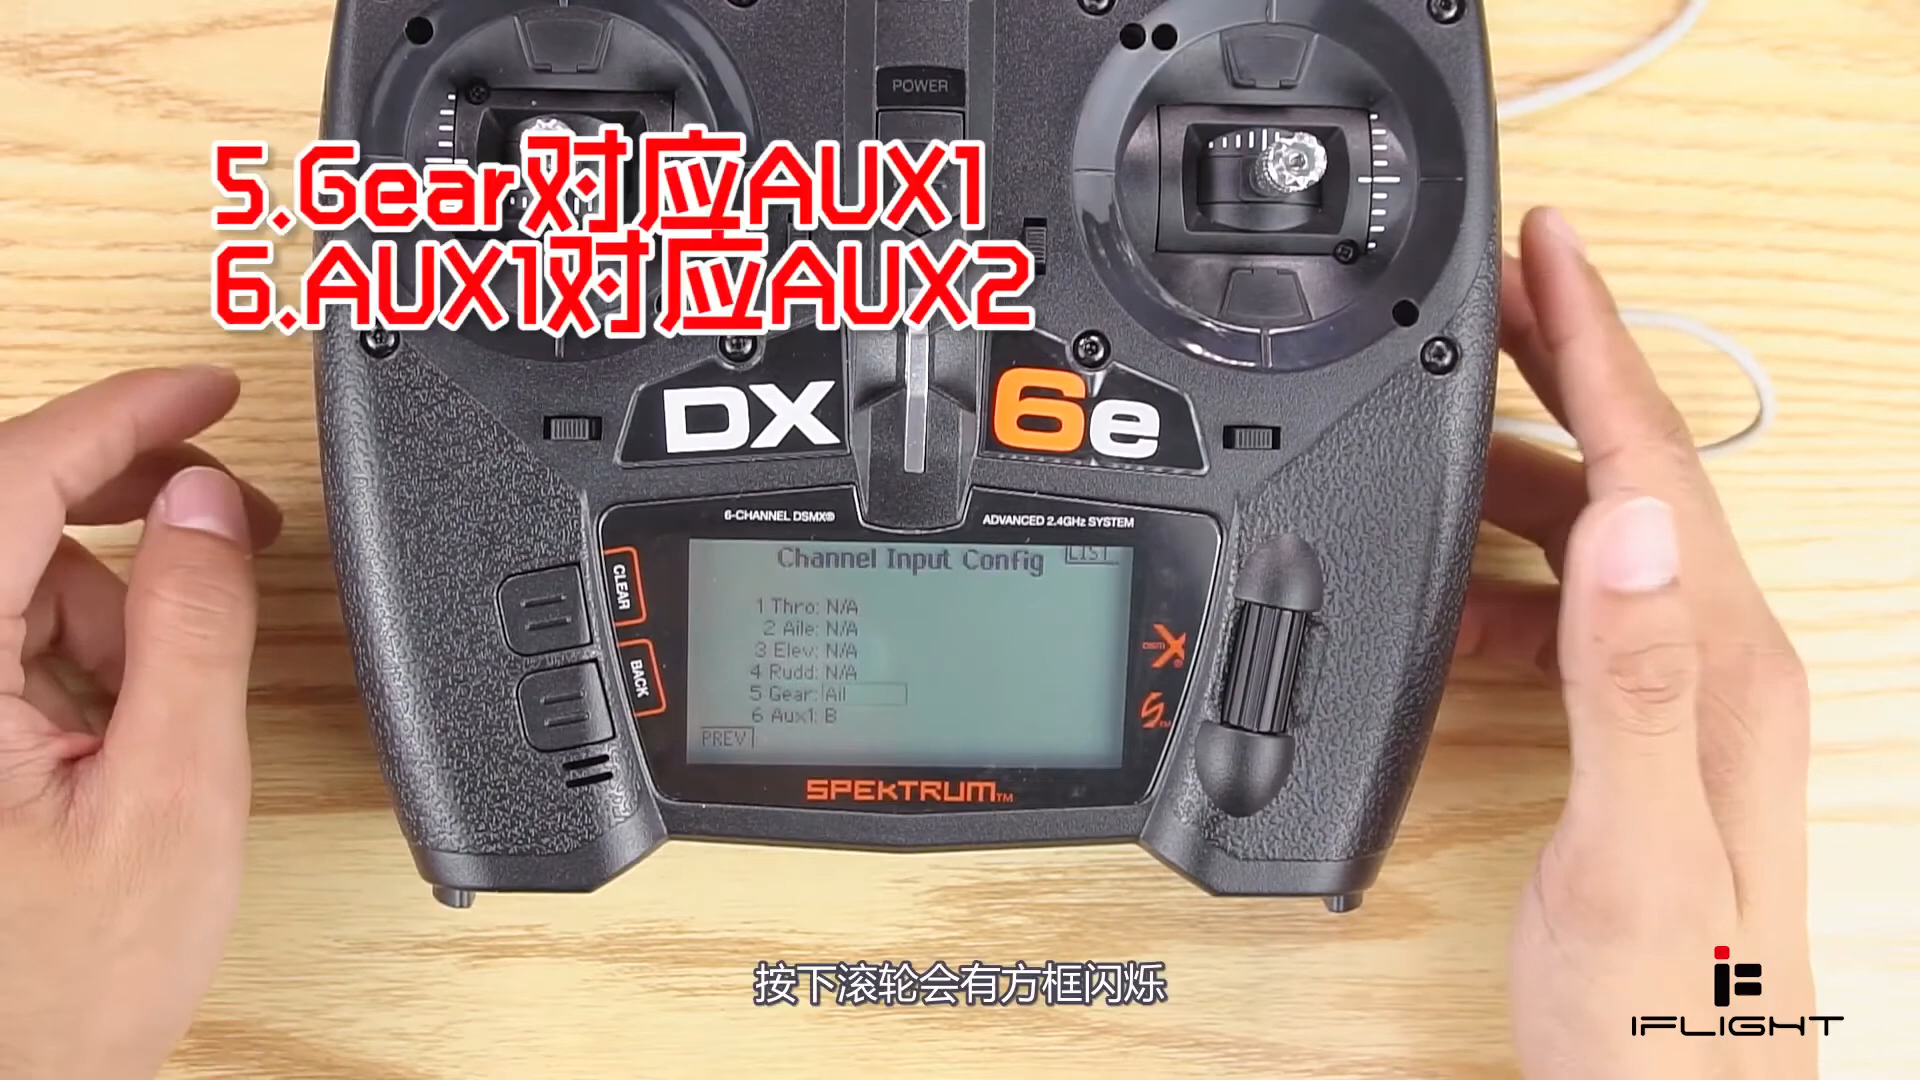 POWER
5.Gear对应AUX1
6.AUX1对应AUX2
DX 6e
6-CHANNEL DSMX®
ADVANCED 2.4GHz SYSTEM
Channel Input Config
LIST
CLEAR
BACK
1 Thro: N/A
2 Aile: N/A
3 Elev: N/A
4 Rudd: N/A
5 Gear: Ail
6 Aux1: B
PREV
DSM X®
SPEKTRUM™
按下滚轮会有方框闪烁
IF
IFLIGHT